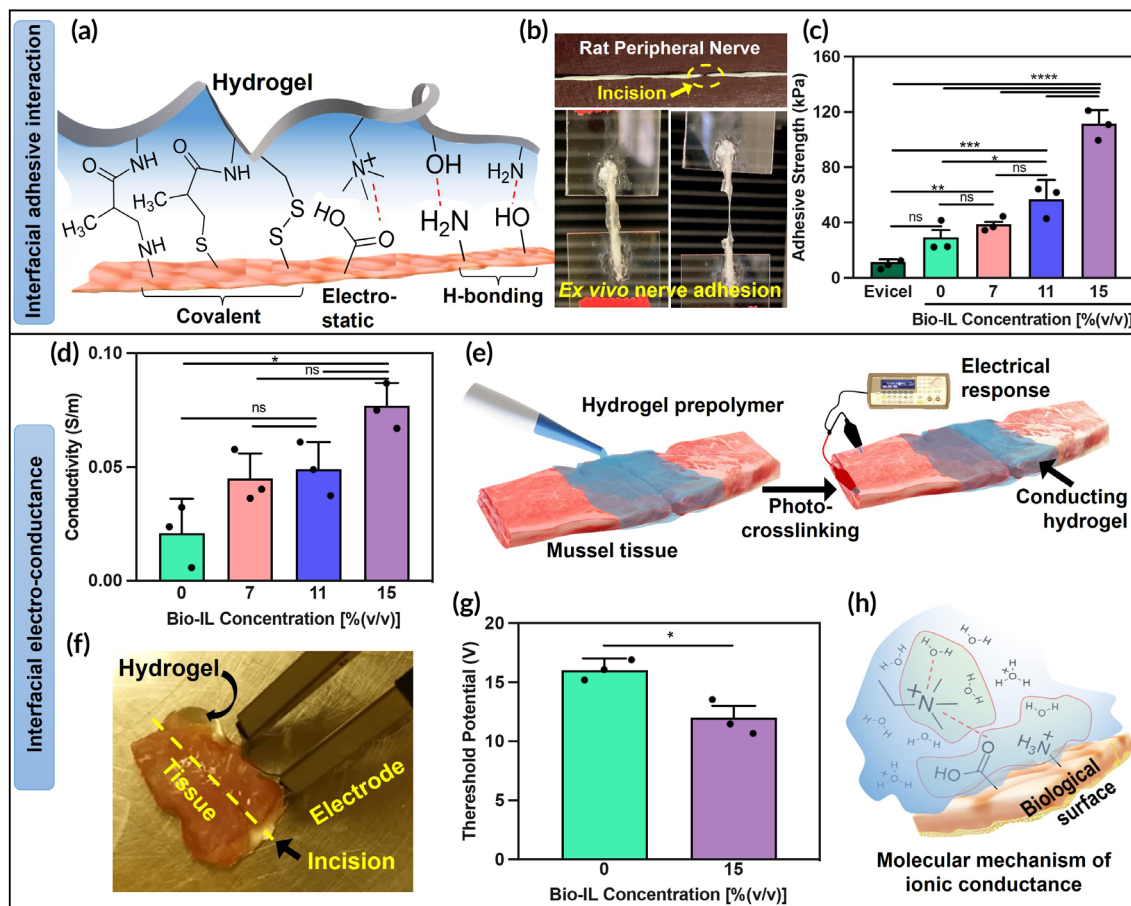 Interfacial adhesive interaction
(a)
Hydrogel
O
NH
H₃C
NH
O
NH
H₃C
S
S
S
N
+
HO
O
OH
H₂N
H₂N
HO
Covalent
Electro-
static
H-bonding
(b)
Rat Peripheral Nerve
Incision
Ex vivo nerve adhesion
(c)
Adhesive Strength (kPa)
160
120
80
40
0
****
***
*
ns
**
ns
ns
Evicel
0
7
11
15
Bio-IL Concentration [%(v/v)]
Interfacial electro-conductance
(d)
Conductivity (S/m)
0.10
0.05
0.00
*
ns
ns
0
7
11
15
Bio-IL Concentration [%(v/v)]
(e)
Hydrogel prepolymer
Mussel tissue
Photo-
crosslinking
Electrical
response
Conducting
hydrogel
(f)
Hydrogel
Tissue
Electrode
Incision
(g)
Thereshold Potential (V)
20
15
10
5
0
*
0
15
Bio-IL Concentration [%(v/v)]
(h)
H O H
H O H
H O H
H O H
H O H
H O H
H O H
H O H
+
H
H O H
+
H
N
+
O
HO
H₃N
+
Biological
surface
Molecular mechanism of
ionic conductance